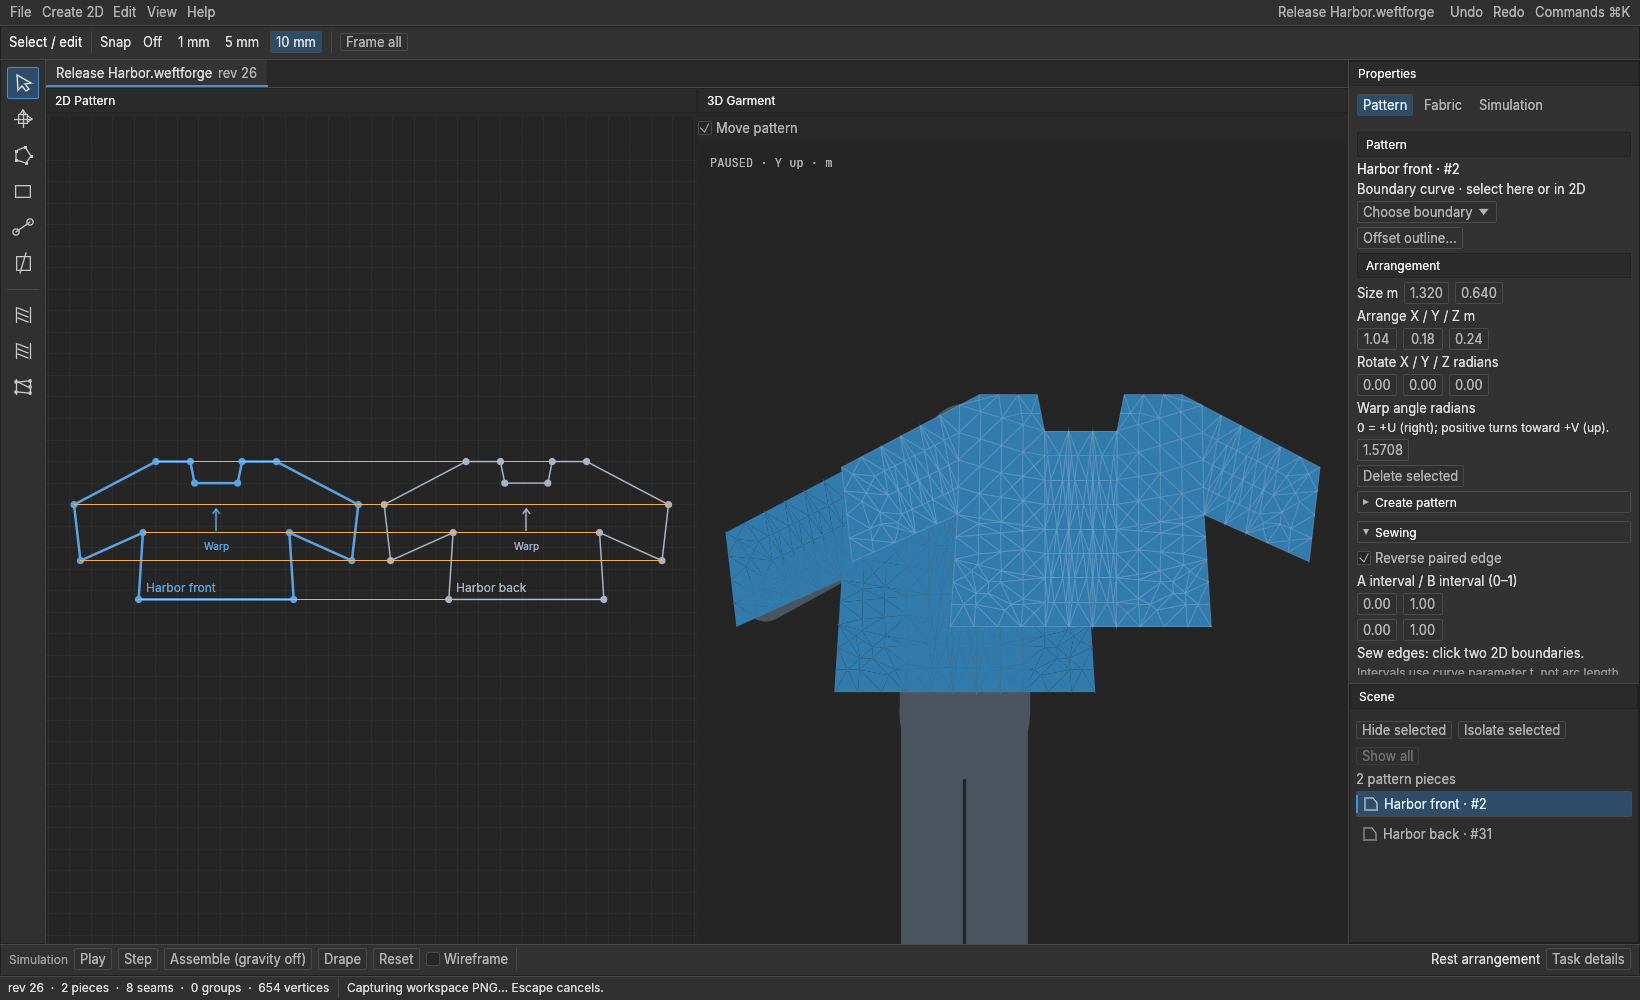 File Create 2D Edit View Help
Release Harbor.weftforge Undo Redo Commands ⌘K
Select / edit Snap Off 1 mm 5 mm 10 mm Frame all
Release Harbor.weftforge rev 26
2D Pattern
3D Garment
Move pattern
PAUSED · Y up · m
Warp
Harbor front
Warp
Harbor back
Properties
Pattern Fabric Simulation
Pattern
Harbor front · #2
Boundary curve · select here or in 2D
Choose boundary
Offset outline...
Arrangement
Size m 1.320 0.640
Arrange X / Y / Z m
1.04 0.18 0.24
Rotate X / Y / Z radians
0.00 0.00 0.00
Warp angle radians
0 = +U (right); positive turns toward +V (up).
1.5708
Delete selected
Create pattern
Sewing
Reverse paired edge
A interval / B interval (0–1)
0.00 1.00
0.00 1.00
Sew edges: click two 2D boundaries.
Intervals use curve parameter t, not arc length
Scene
Hide selected Isolate selected
Show all
2 pattern pieces
Harbor front · #2
Harbor back · #31
Simulation Play Step Assemble (gravity off) Drape Reset Wireframe
Rest arrangement Task details
rev 26 · 2 pieces · 8 seams · 0 groups · 654 vertices Capturing workspace PNG... Escape cancels.